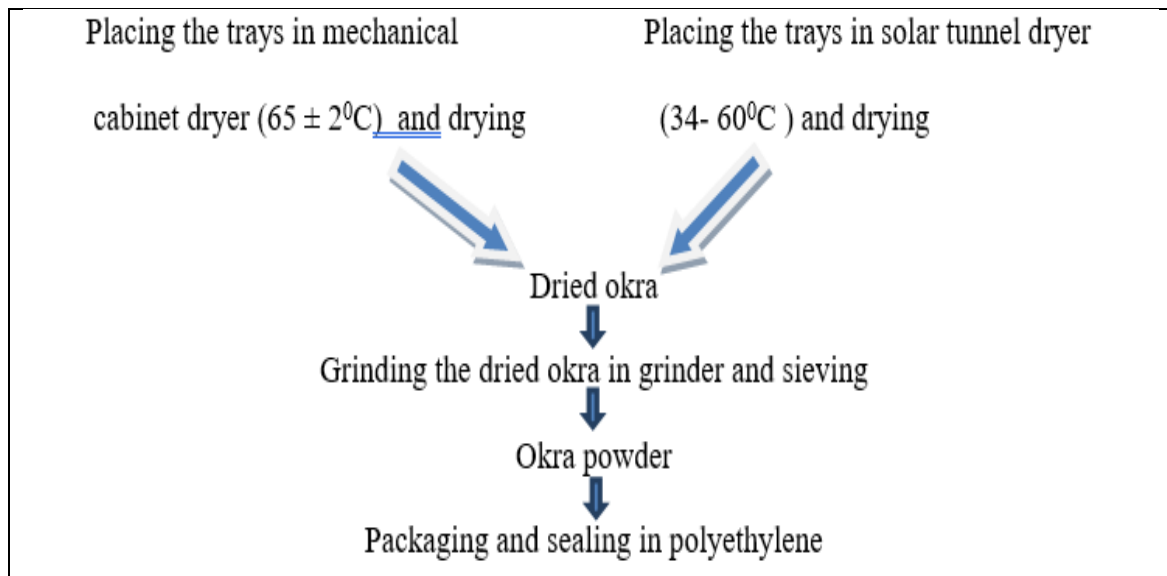 Placing the trays in mechanical
cabinet dryer (65 ± 2⁰C) and drying
Placing the trays in solar tunnel dryer
(34- 60⁰C ) and drying
Dried okra
Grinding the dried okra in grinder and sieving
Okra powder
Packaging and sealing in polyethylene